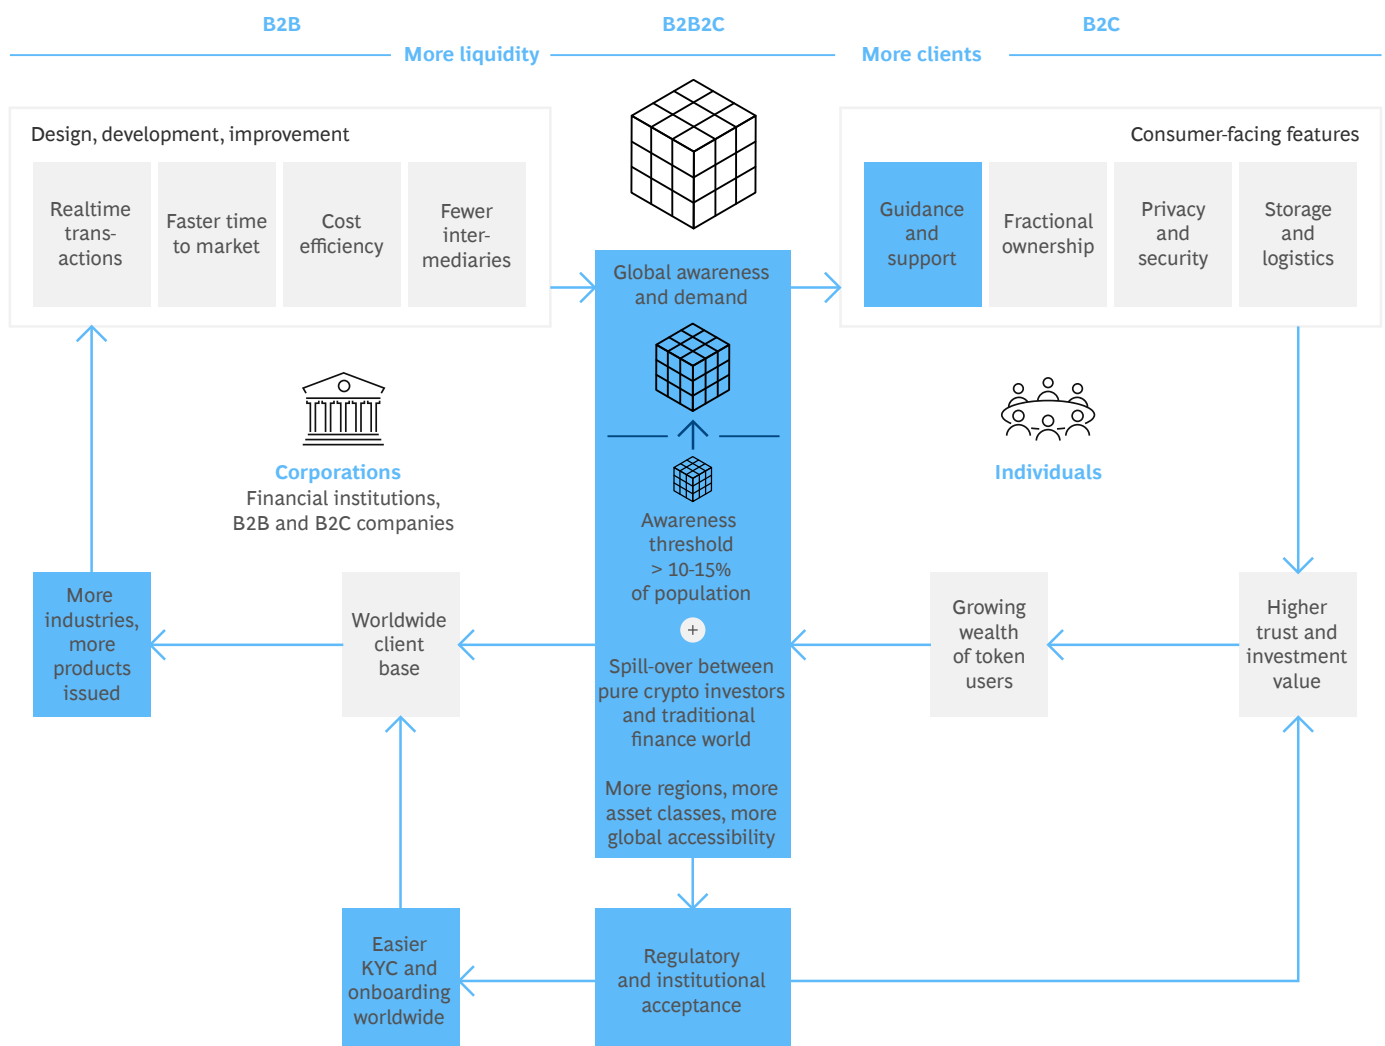 B2B
B2B2C
B2C
More liquidity
More clients
Design, development, improvement
Realtime
trans-
actions
Faster time
to market
Cost
efficiency
Fewer
inter-
mediaries
Global awareness
and demand
Consumer-facing features
Guidance
and
support
Fractional
ownership
Privacy
and
security
Storage
and
logistics
Corporations
Financial institutions,
B2B and B2C companies
Individuals
Awareness
threshold
> 10-15%
of population
+
Spill-over between
pure crypto investors
and traditional
finance world
More regions, more
asset classes, more
global accessibility
More
industries,
more
products
issued
Worldwide
client
base
Growing
wealth
of token
users
Higher
trust and
investment
value
Easier
KYC and
onboarding
worldwide
Regulatory
and institutional
acceptance